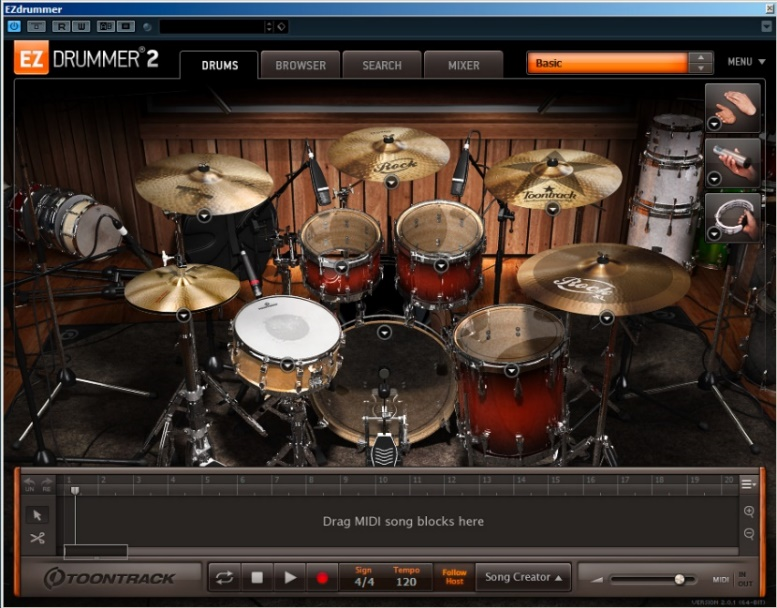 EZdrummer
R W
EZ DRUMMER® 2
DRUMS
BROWSER
SEARCH
MIXER
Basic
MENU
Rock
Toontrack
Rock
UN RE
1 2 3 4 5 6 7 8 9 10 11 12 13 14 15 16 17 18 19 20
Drag MIDI song blocks here
TOONTRACK
Sign
4/4
Tempo
120
Follow
Host
Song Creator
MIDI
IN
OUT
VERSION 2.0.1 (64-BIT)